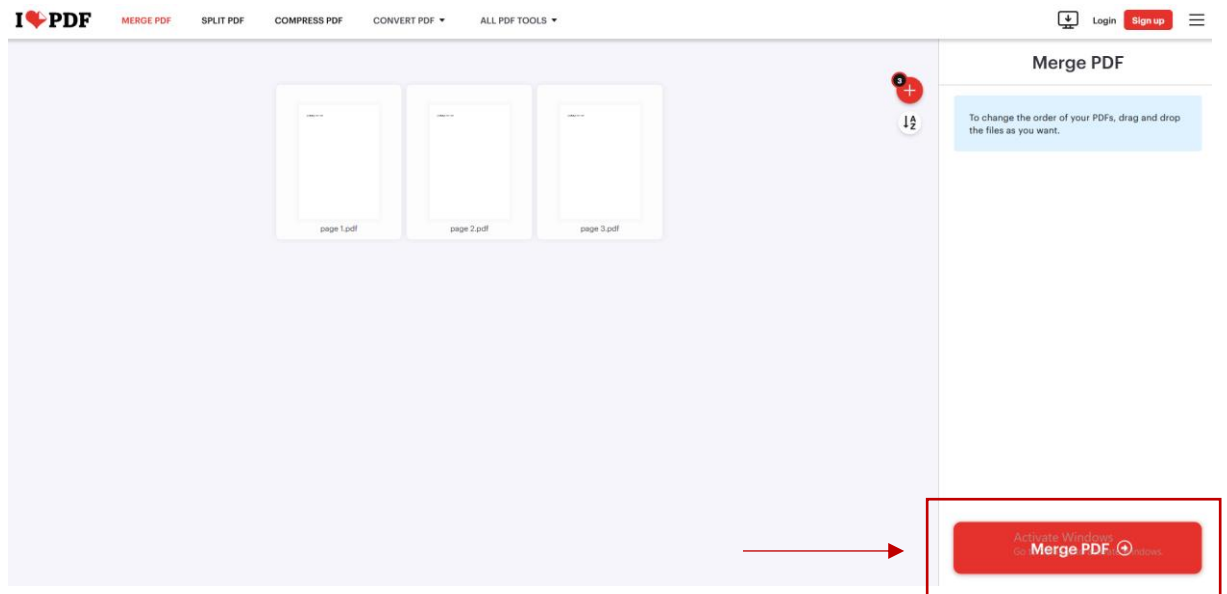 I PDF
MERGE PDF
SPLIT PDF
COMPRESS PDF
CONVERT PDF
ALL PDF TOOLS
Login
Sign up
Merge PDF
3
A
Z
To change the order of your PDFs, drag and drop
the files as you want.
page 1.pdf
page 2.pdf
page 3.pdf
Activate Windows
Merge PDF
Go
Windows.